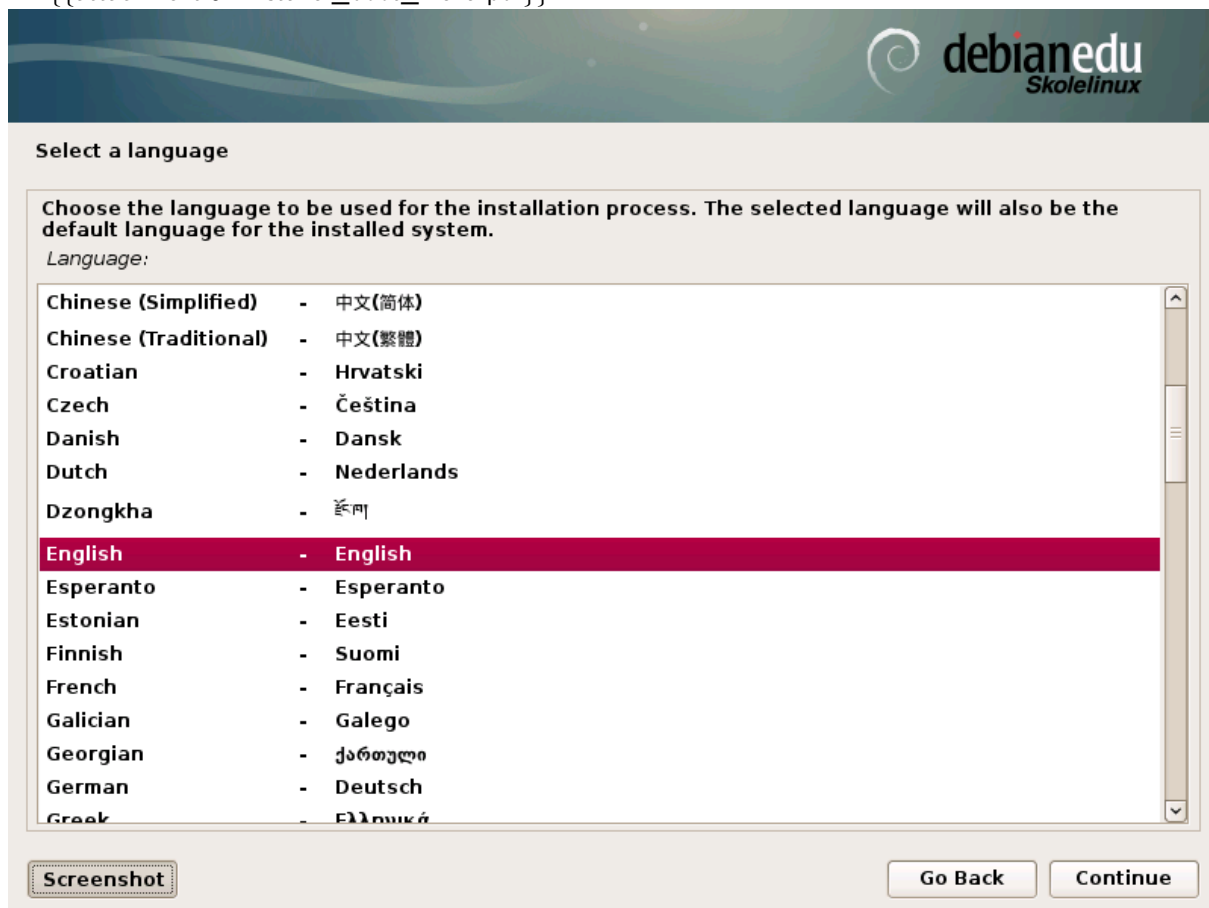 debianedu
Skolelinux
Select a language
Choose the language to be used for the installation process. The selected language will also be the
default language for the installed system.
Language:
Chinese (Simplified) - 中文(简体)
Chinese (Traditional) - 中文(繁體)
Croatian - Hrvatski
Czech - Čeština
Danish - Dansk
Dutch - Nederlands
Dzongkha - རྫོང་ཁ།
English - English
Esperanto - Esperanto
Estonian - Eesti
Finnish - Suomi
French - Français
Galician - Galego
Georgian - ქართული
German - Deutsch
Greek - Ελληνικά
Screenshot Go Back Continue